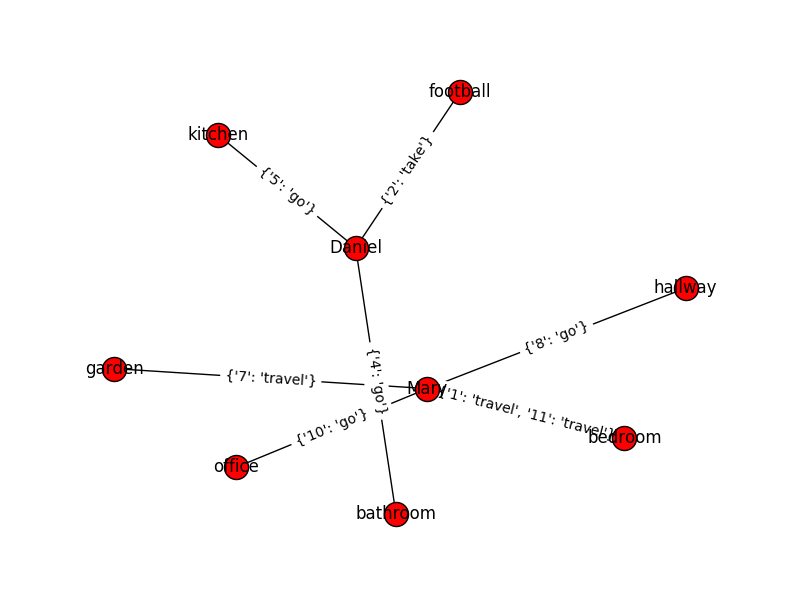 football
kitchen
{'2': 'take'}
{'5': 'go'}
Daniel
hallway
{'8': 'go'}
garden
{'7': 'travel'}
{'4': 'go'}
Mary
{'1': 'travel', '11': 'travel'}
{'10': 'go'}
bedroom
office
bathroom